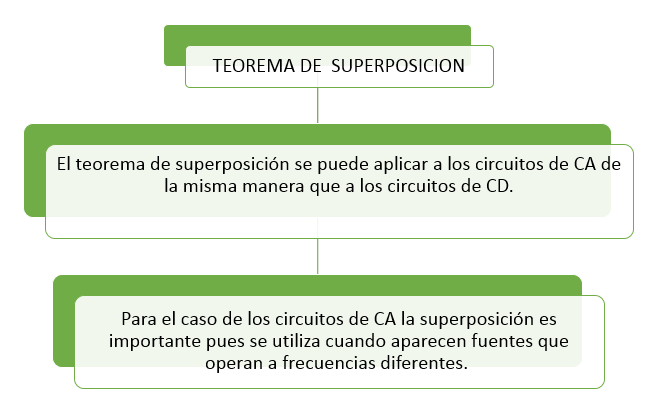 TEOREMA DE SUPERPOSICION
El teorema de superposición se puede aplicar a los circuitos de CA de
la misma manera que a los circuitos de CD.
Para el caso de los circuitos de CA la superposición es
importante pues se utiliza cuando aparecen fuentes que
operan a frecuencias diferentes.